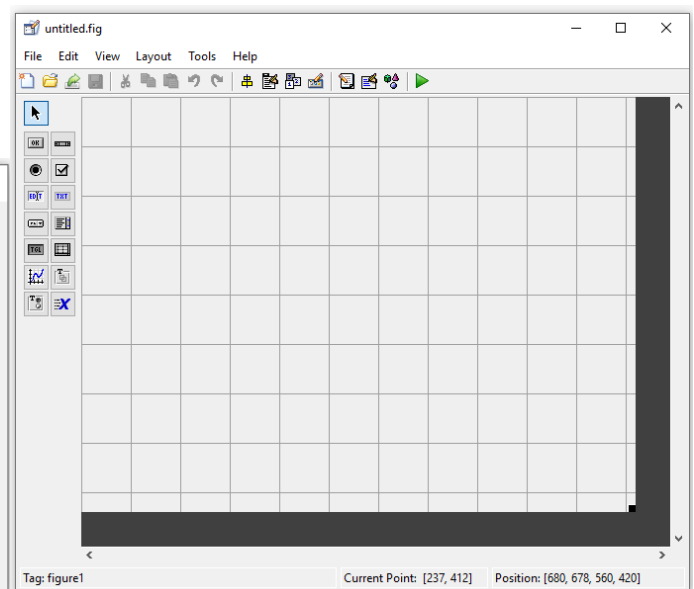 untitled.fig
File Edit View Layout Tools Help
OK
EDIT TXT
TGL
Tag: figure1 Current Point: [237, 412] Position: [680, 678, 560, 420]